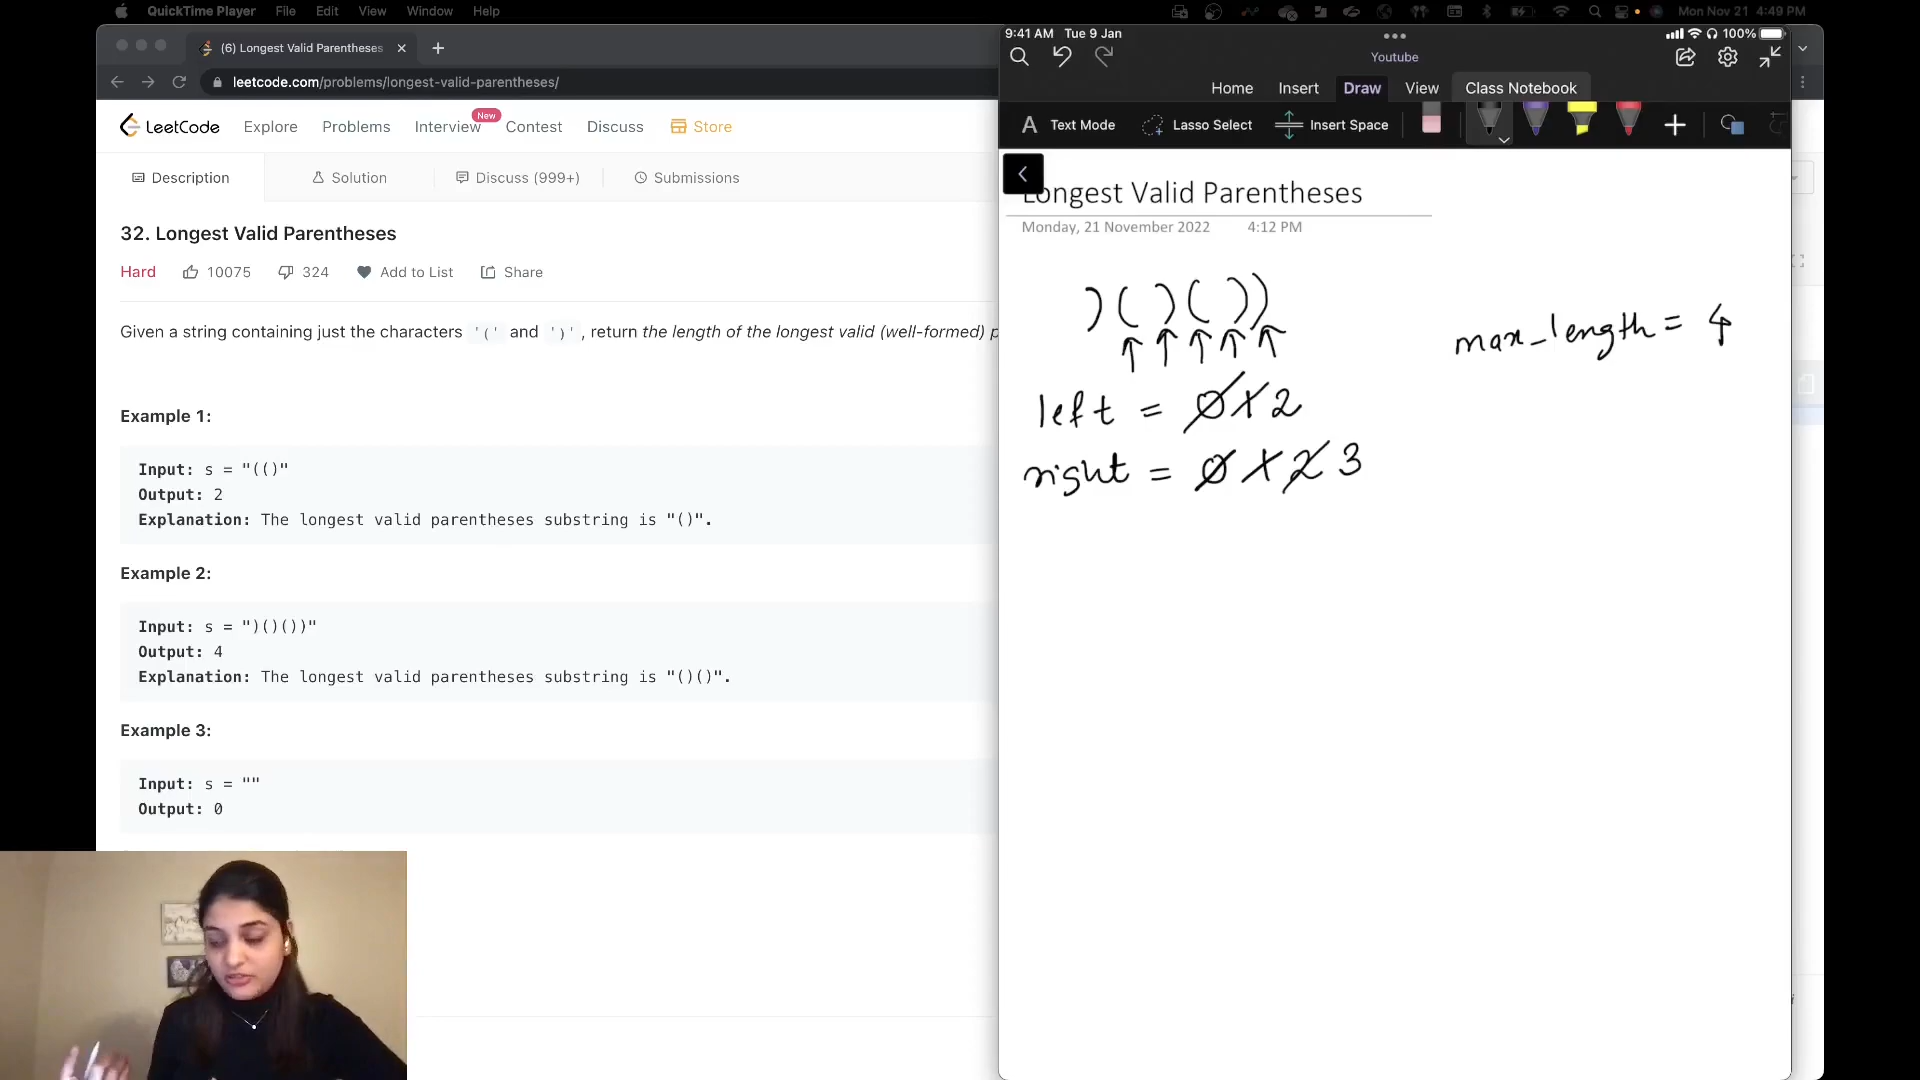 QuickTime Player File Edit View Window Help Mon Nov 21 4:49 PM
(6) Longest Valid Parentheses
leetcode.com/problems/longest-valid-parentheses/
LeetCode Explore Problems Interview New Contest Discuss Store
Description Solution Discuss (999+) Submissions
32. Longest Valid Parentheses
Hard 10075 324 Add to List Share
Given a string containing just the characters '(' and ')', return the length of the longest valid (well-formed) p
Example 1:
Input: s = "(()"
Output: 2
Explanation: The longest valid parentheses substring is "()".
Example 2:
Input: s = ")()())"
Output: 4
Explanation: The longest valid parentheses substring is "()()".
Example 3:
Input: s = ""
Output: 0
9:41 AM Tue 9 Jan 100%
Youtube
Home Insert Draw View Class Notebook
A Text Mode Lasso Select Insert Space
Longest Valid Parentheses
Monday, 21 November 2022 4:12 PM
)()())
max_length = 4
left = 0 1 2
right = 0 1 2 3